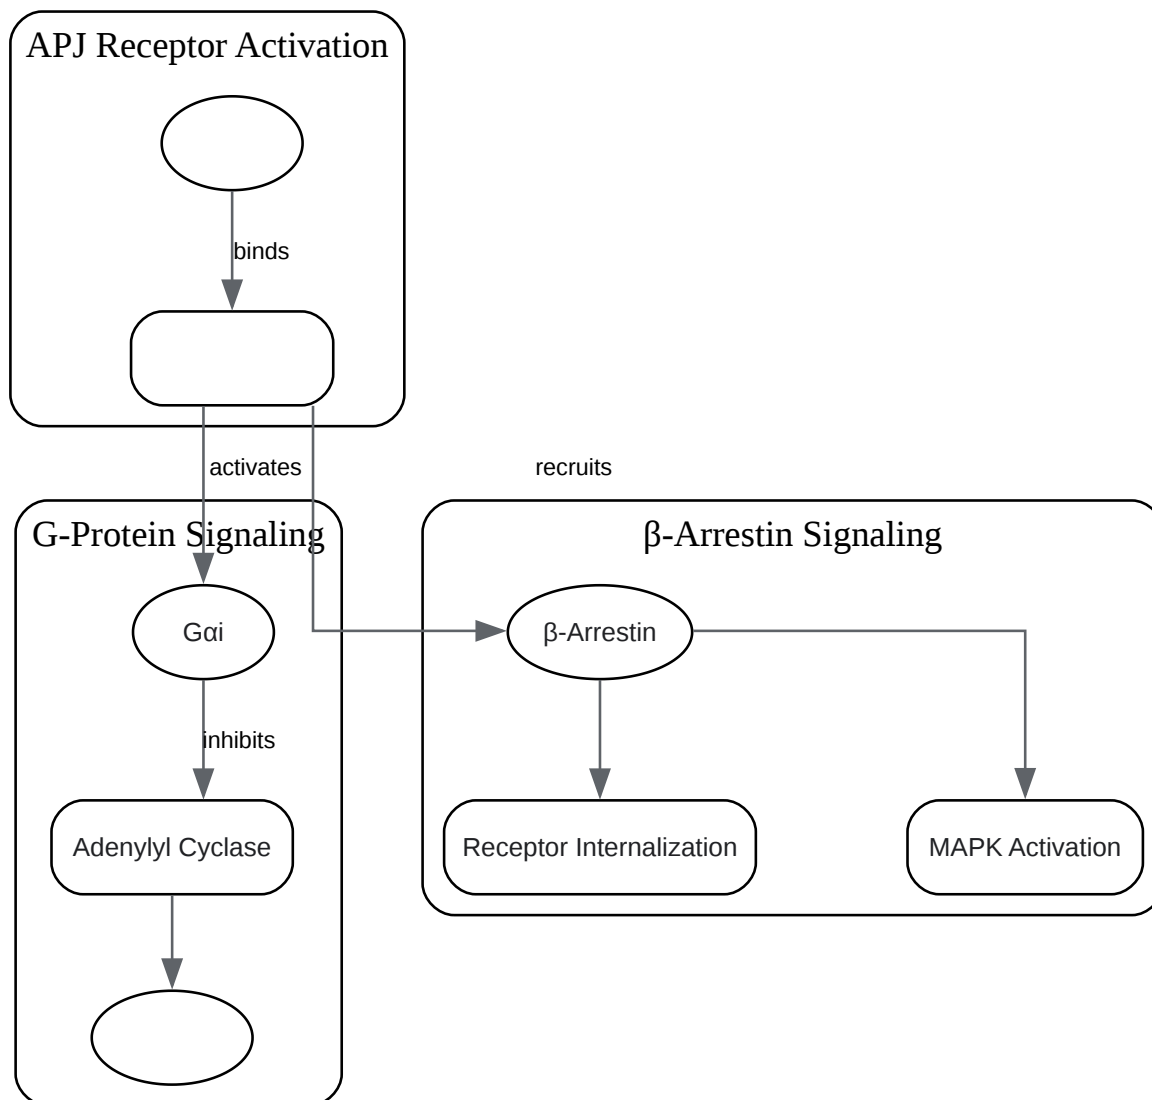 APJ Receptor Activation
binds
activates
recruits
G-Protein Signaling
β-Arrestin Signaling
Gαi
β-Arrestin
inhibits
Adenylyl Cyclase
Receptor Internalization
MAPK Activation